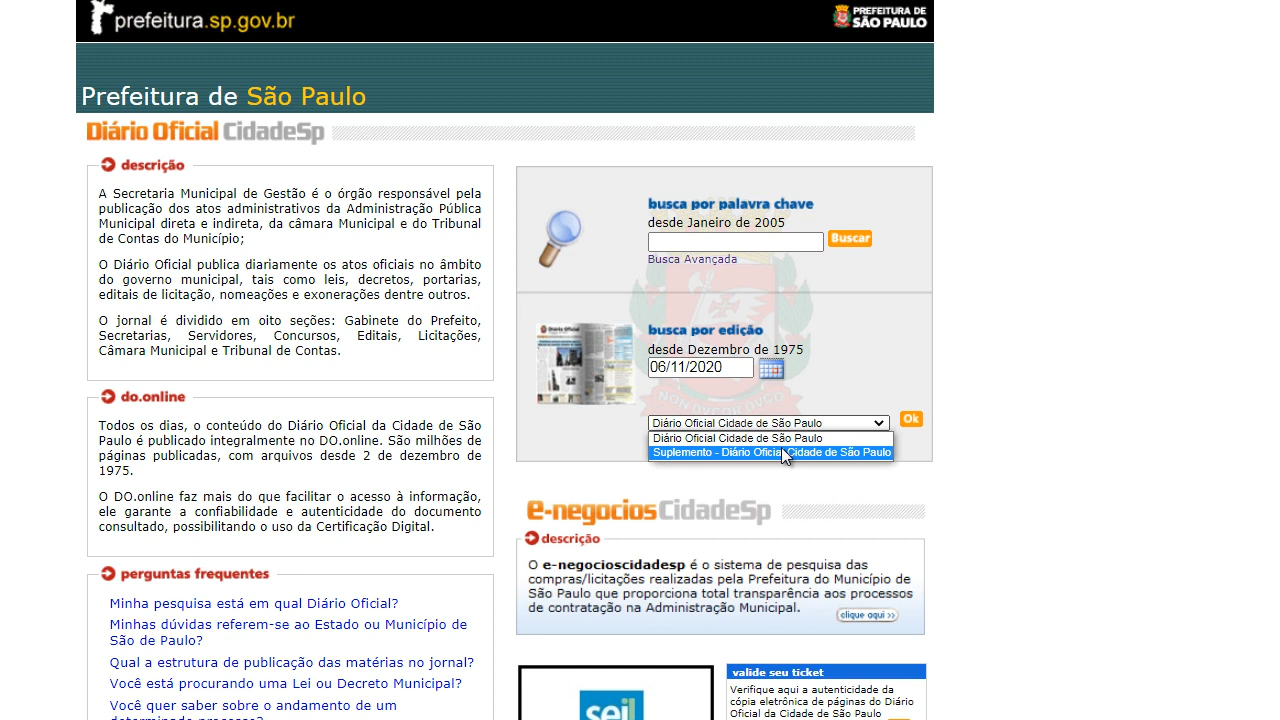 prefeitura.sp.gov.br
PREFEITURA DE
SÃO PAULO
Prefeitura de São Paulo
Diário Oficial CidadeSp
descrição
A Secretaria Municipal de Gestão é o órgão responsável pela
publicação dos atos administrativos da Administração Pública
Municipal direta e indireta, da câmara Municipal e do Tribunal
de Contas do Município;
O Diário Oficial publica diariamente os atos oficiais no âmbito
do governo municipal, tais como leis, decretos, portarias,
editais de licitação, nomeações e exonerações dentre outros.
O jornal é dividido em oito seções: Gabinete do Prefeito,
Secretarias, Servidores, Concursos, Editais, Licitações,
Câmara Municipal e Tribunal de Contas.
do.online
Todos os dias, o conteúdo do Diário Oficial da Cidade de São
Paulo é publicado integralmente no DO.online. São milhões de
páginas publicadas, com arquivos desde 2 de dezembro de
1975.
O DO.online faz mais do que facilitar o acesso à informação,
ele garante a confiabilidade e autenticidade do documento
consultado, possibilitando o uso da Certificação Digital.
perguntas frequentes
Minha pesquisa está em qual Diário Oficial?
Minhas dúvidas referem-se ao Estado ou Município de
São de Paulo?
Qual a estrutura de publicação das matérias no jornal?
Você está procurando uma Lei ou Decreto Municipal?
Você quer saber sobre o andamento de um
determinado processo?
busca por palavra chave
desde Janeiro de 2005
Buscar
Busca Avançada
busca por edição
desde Dezembro de 1975
06/11/2020
NON DVCOR DVCO
Diário Oficial Cidade de São Paulo
Ok
Diário Oficial Cidade de São Paulo
Suplemento - Diário Oficial Cidade de São Paulo
e-negocios CidadeSp
descrição
O e-negocioscidadesp é o sistema de pesquisa das
compras/licitações realizadas pela Prefeitura do Município de
São Paulo que proporciona total transparência aos processos
de contratação na Administração Municipal.
clique aqui >>
sei!
valide seu ticket
Verifique aqui a autenticidade da
cópia eletrônica de páginas do Diário
Oficial da Cidade de São Paulo